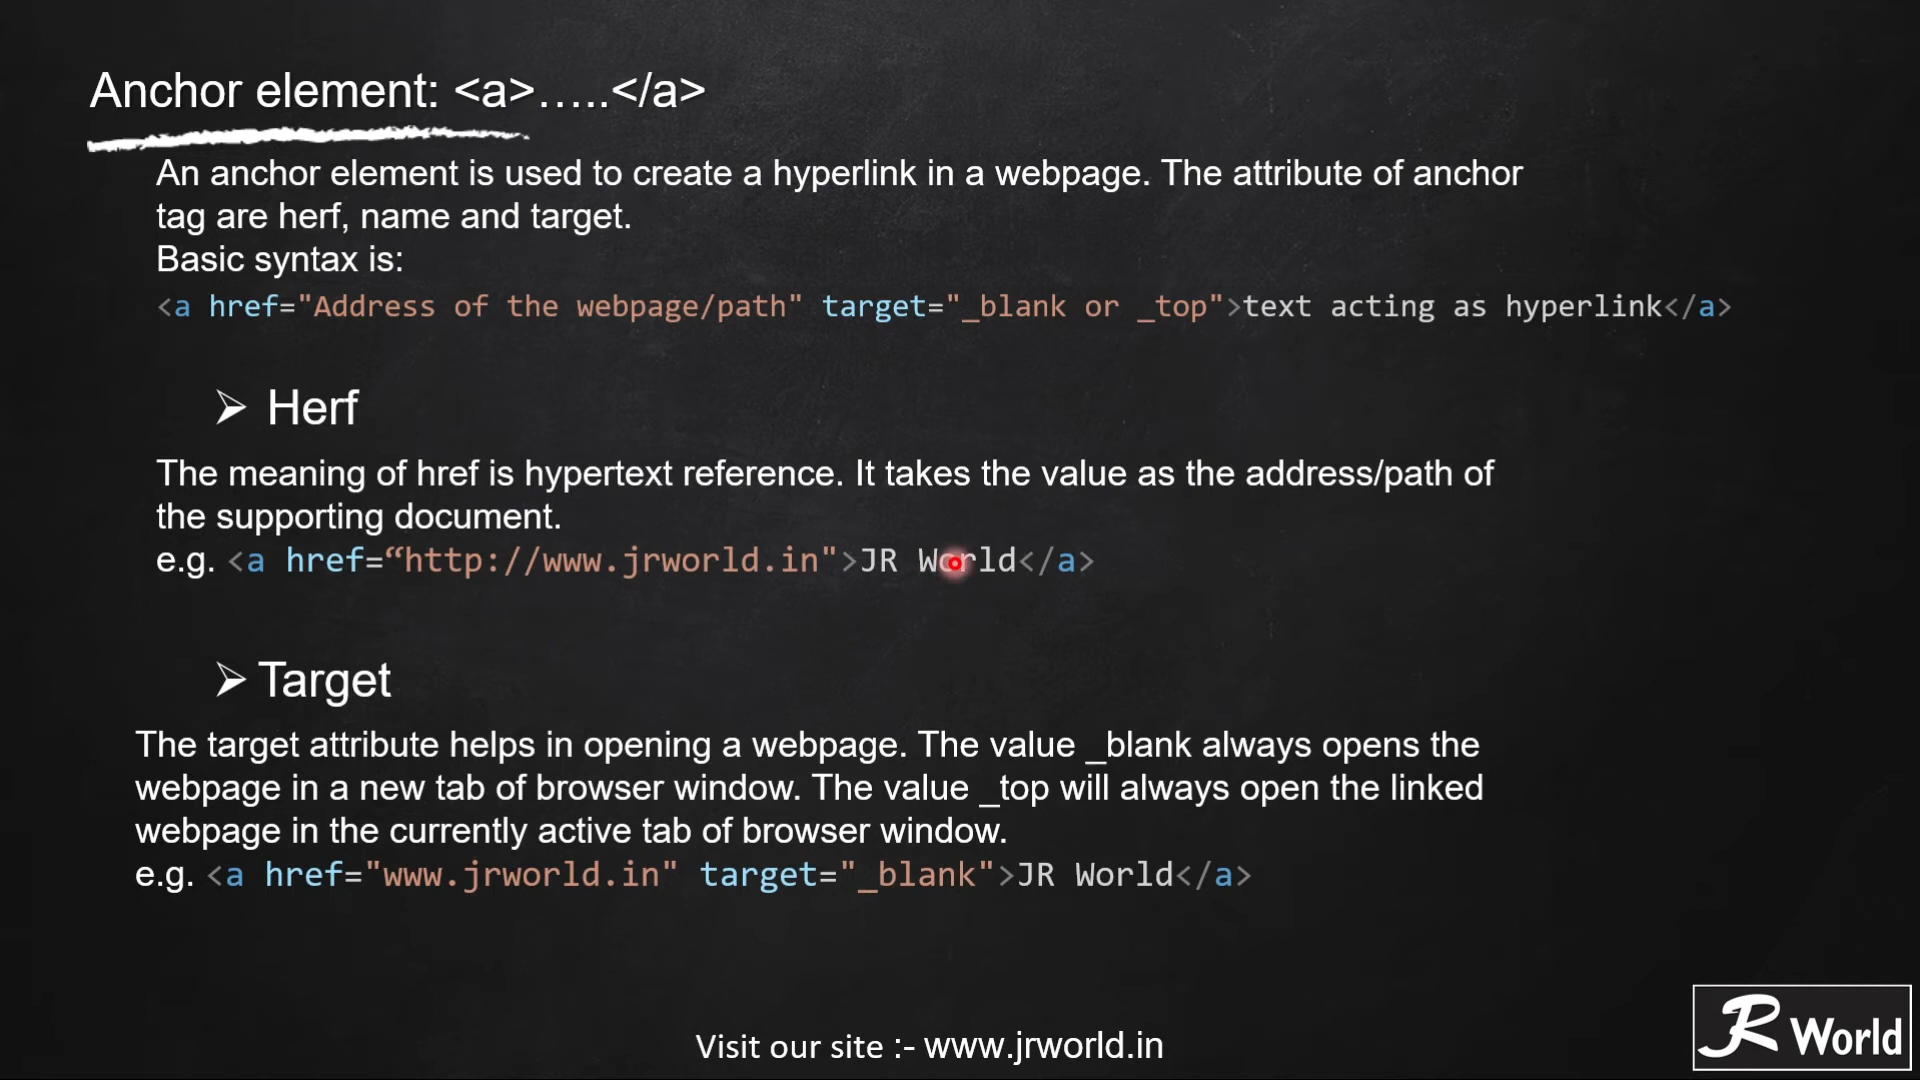 Anchor element: <a>…..</a>
An anchor element is used to create a hyperlink in a webpage. The attribute of anchor
tag are herf, name and target.
Basic syntax is:
<a href="Address of the webpage/path" target="_blank or _top">text acting as hyperlink</a>
➢ Herf
The meaning of href is hypertext reference. It takes the value as the address/path of
the supporting document.
e.g. <a href=“http://www.jrworld.in">JR World</a>
➢ Target
The target attribute helps in opening a webpage. The value _blank always opens the
webpage in a new tab of browser window. The value _top will always open the linked
webpage in the currently active tab of browser window.
e.g. <a href="www.jrworld.in" target="_blank">JR World</a>
Visit our site :- www.jrworld.in
JR World